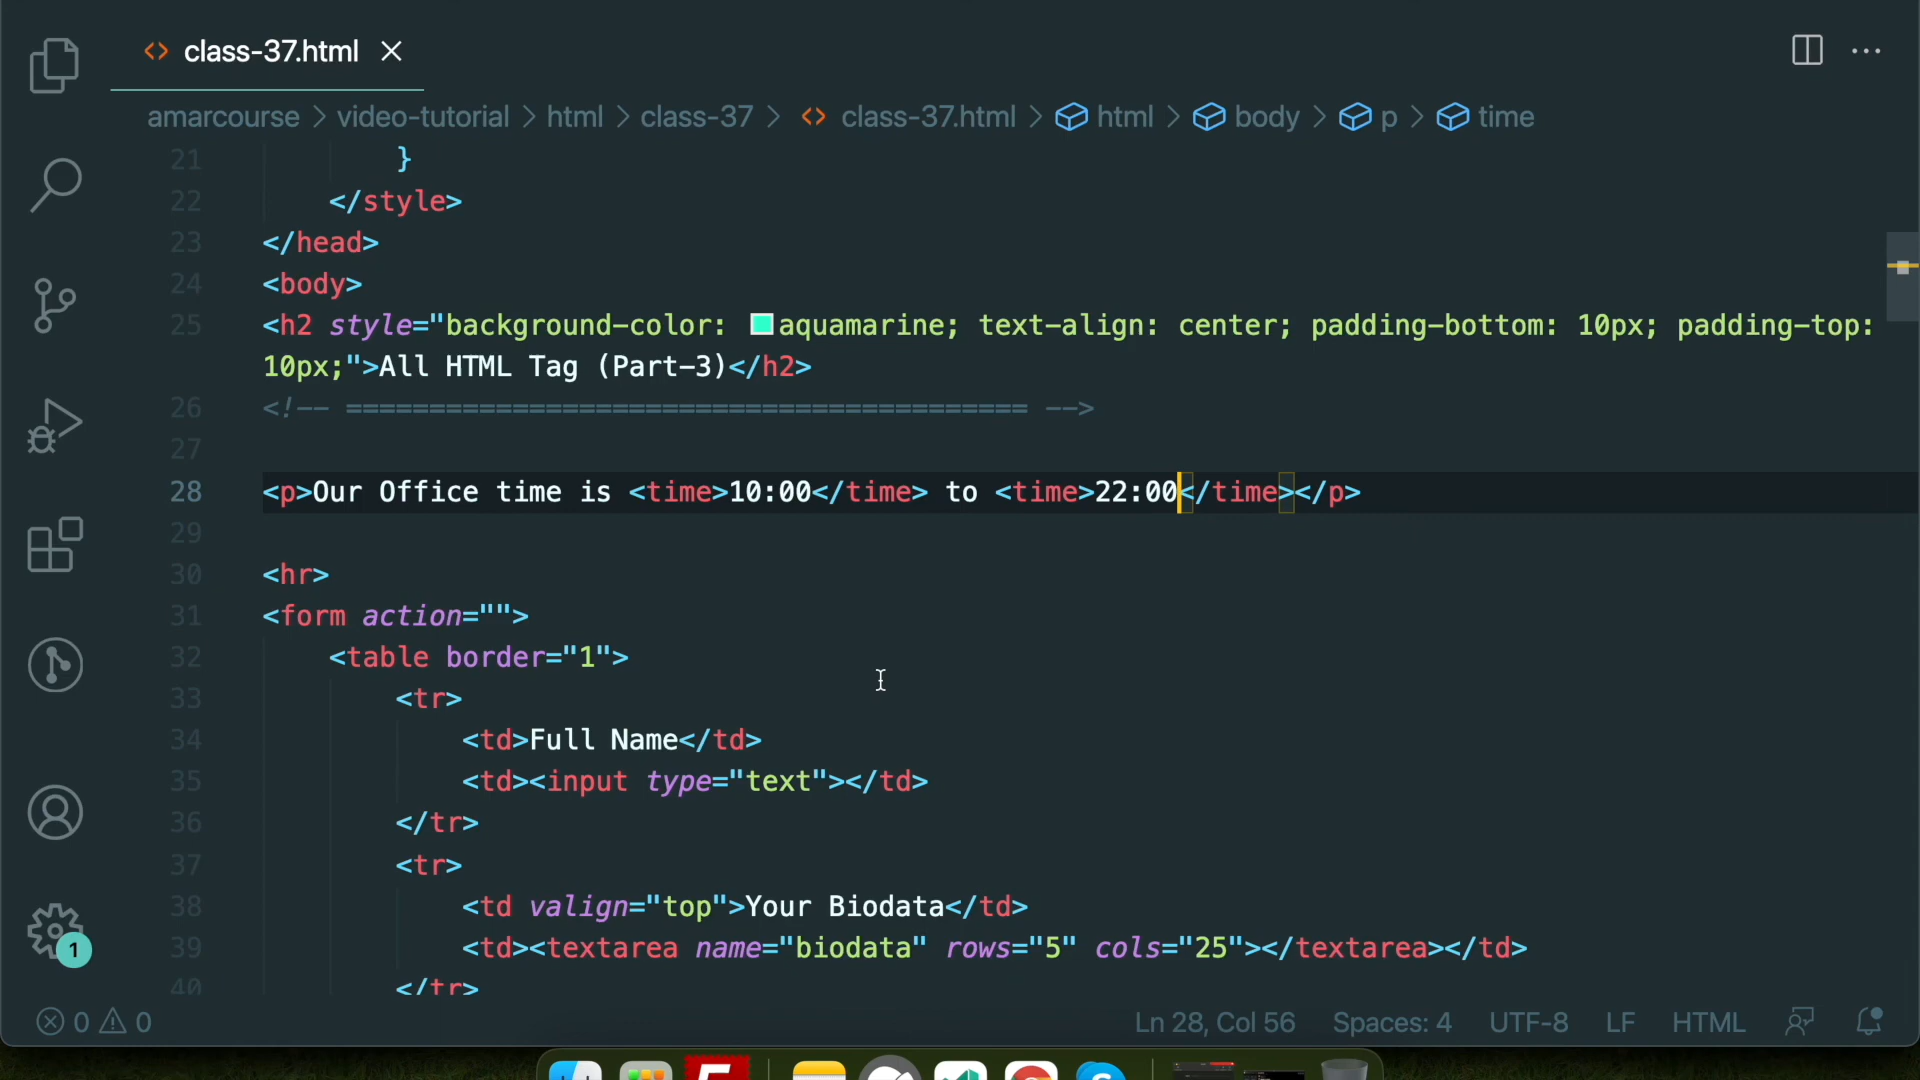 class-37.html
amarcourse > video-tutorial > html > class-37 > <> class-37.html > html > body > p > time
21 }
22 </style>
23 </head>
24 <body>
25 <h2 style="background-color: aquamarine; text-align: center; padding-bottom: 10px; padding-top:
10px;">All HTML Tag (Part-3)</h2>
26 <!-- ========================================= -->
27
28 <p>Our Office time is <time>10:00</time> to <time>22:00</time></p>
29
30 <hr>
31 <form action="">
32 <table border="1">
33 <tr>
34 <td>Full Name</td>
35 <td><input type="text"></td>
36 </tr>
37 <tr>
38 <td valign="top">Your Biodata</td>
39 <td><textarea name="biodata" rows="5" cols="25"></textarea></td>
40 </tr>
1
0 0 Ln 28, Col 56 Spaces: 4 UTF-8 LF HTML